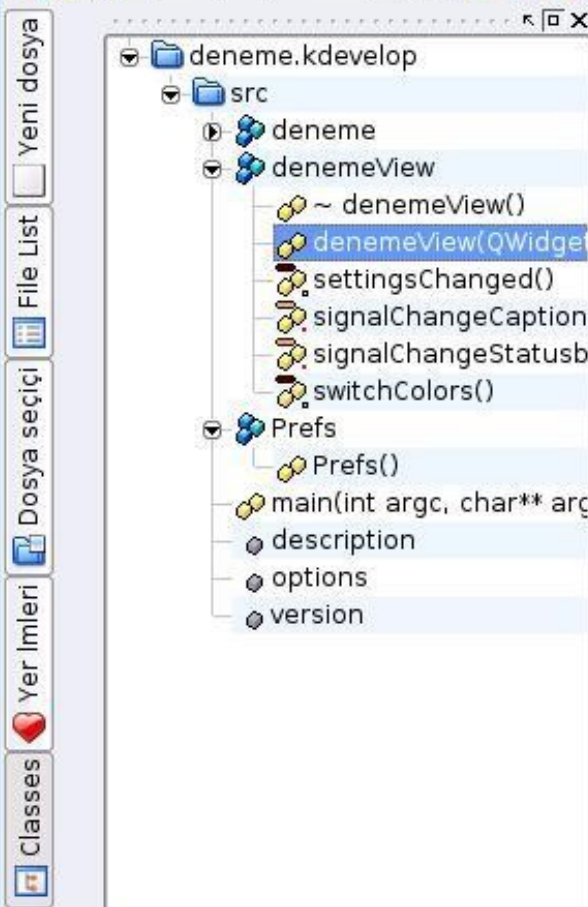 Yeni dosya
File List
Dosya seçiçi
Yer Imleri
Classes
deneme.kdevelop
src
deneme
denemeView
~ denemeView()
denemeView(QWidget
settingsChanged()
signalChangeCaption
signalChangeStatusb
switchColors()
Prefs
Prefs()
main(int argc, char** arg
description
options
version